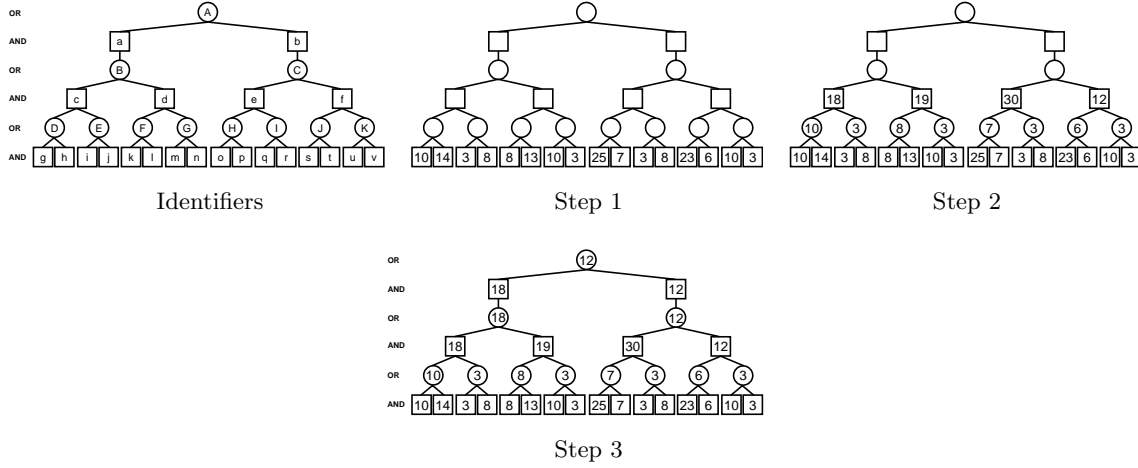 OR A
AND a b
OR B C
AND c d e f
OR D E F G H I J K
AND g h i j k l m n o p q r s t u v
Identifiers
10 14 3 8 8 13 10 3 25 7 3 8 23 6 10 3
Step 1
18 19 30 12
10 3 8 3 7 3 6 3
10 14 3 8 8 13 10 3 25 7 3 8 23 6 10 3
Step 2
OR 12
AND 18 12
OR 18 12
AND 18 19 30 12
OR 10 3 8 3 7 3 6 3
AND 10 14 3 8 8 13 10 3 25 7 3 8 23 6 10 3
Step 3